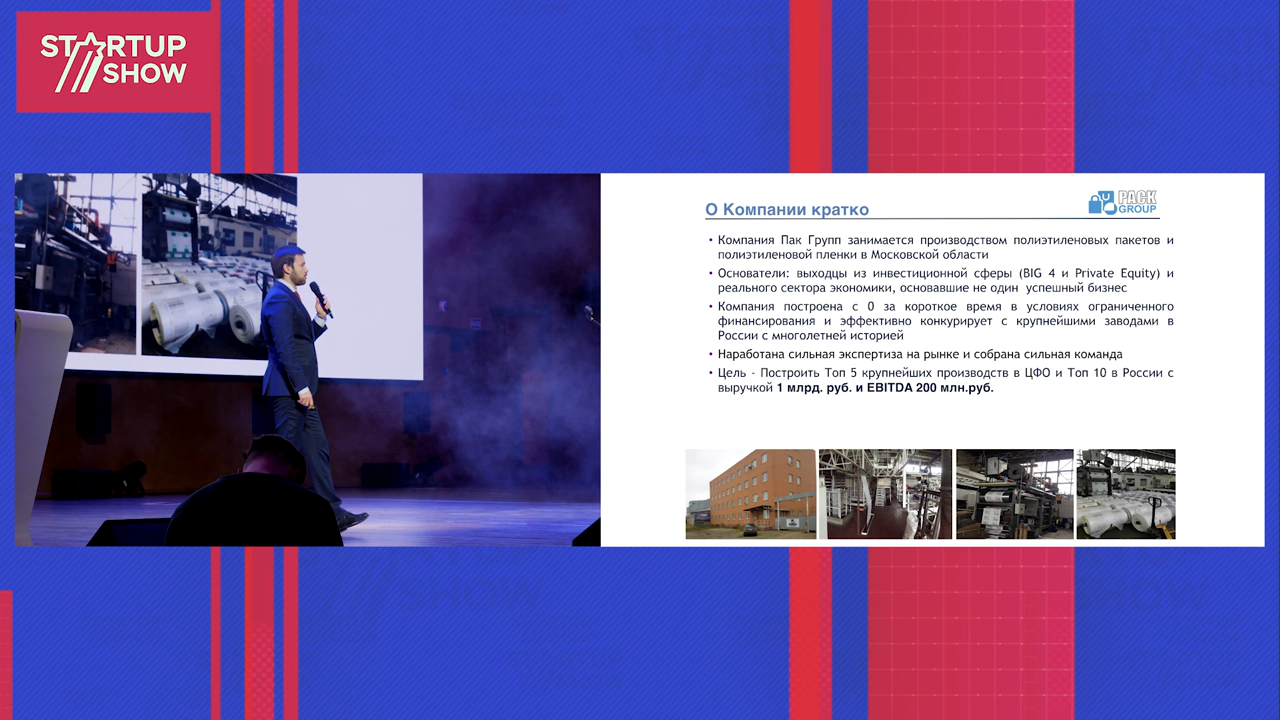 STARTUP
SHOW
О Компании кратко
PACK
GROUP
• Компания Пак Групп занимается производством полиэтиленовых пакетов и
полиэтиленовой пленки в Московской области
• Основатели: выходцы из инвестиционной сферы (BIG 4 и Private Equity) и
реального сектора экономики, основавшие не один успешный бизнес
• Компания построена с 0 за короткое время в условиях ограниченного
финансирования и эффективно конкурирует с крупнейшими заводами в
России с многолетней историей
• Наработана сильная экспертиза на рынке и собрана сильная команда
• Цель - Построить Топ 5 крупнейших производств в ЦФО и Топ 10 в России с
выручкой 1 млрд. руб. и EBITDA 200 млн.руб.